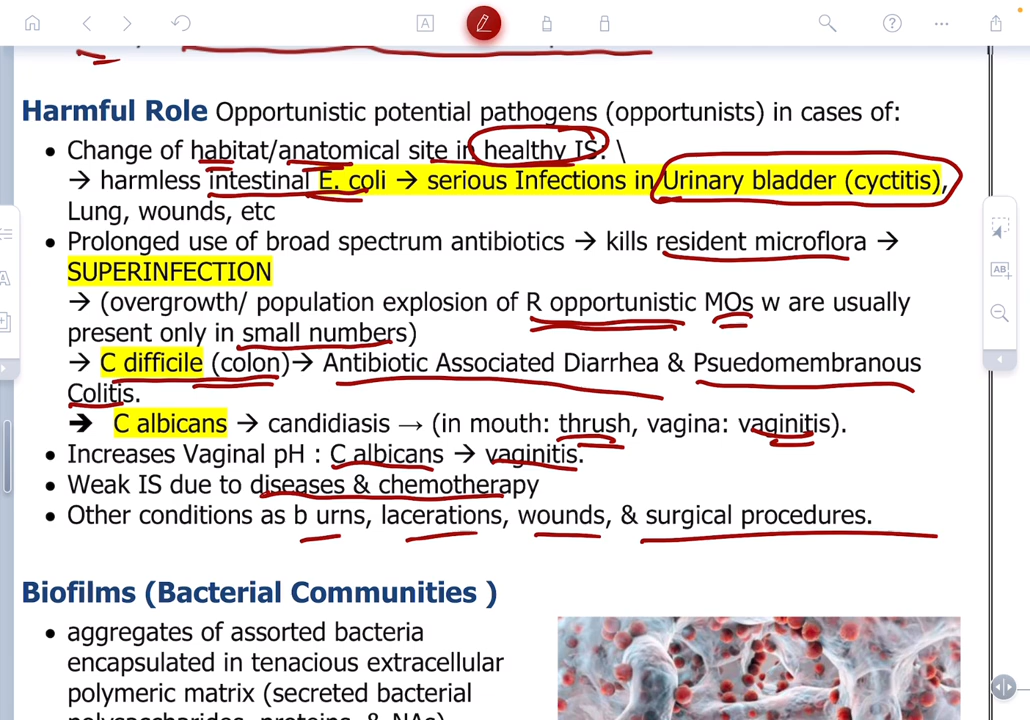 Harmful Role Opportunistic potential pathogens (opportunists) in cases of:
• Change of habitat/anatomical site in healthy IS: \
→ harmless intestinal E. coli → serious Infections in Urinary bladder (cyctitis),
Lung, wounds, etc
• Prolonged use of broad spectrum antibiotics → kills resident microflora →
SUPERINFECTION
→ (overgrowth/ population explosion of R opportunistic MOs w are usually
present only in small numbers)
→ C difficile (colon)→ Antibiotic Associated Diarrhea & Psuedomembranous
Colitis.
➔ C albicans → candidiasis → (in mouth: thrush, vagina: vaginitis).
• Increases Vaginal pH : C albicans → vaginitis.
• Weak IS due to diseases & chemotherapy
• Other conditions as b urns, lacerations, wounds, & surgical procedures.
Biofilms (Bacterial Communities )
• aggregates of assorted bacteria
encapsulated in tenacious extracellular
polymeric matrix (secreted bacterial
polysaccharides, proteins, & NAs)